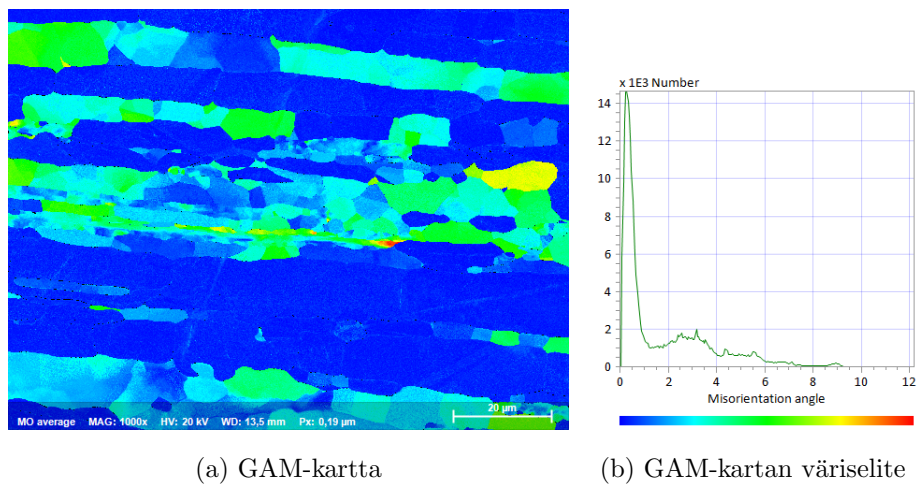 20 µm
MO average MAG: 1000x HV: 20 kV WD: 13,5 mm Px: 0,19 µm
x 1E3 Number
14
12
10
8
6
4
2
0
0 2 4 6 8 10 12
Misorientation angle
(a) GAM-kartta
(b) GAM-kartan väriselite